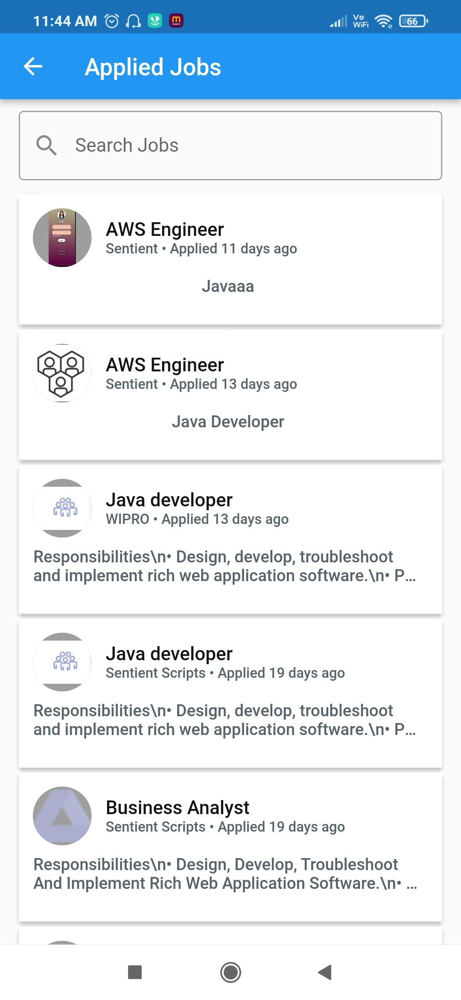 11:44 AM
Vo
WiFi
66
Applied Jobs
Search Jobs
AWS Engineer
Sentient • Applied 11 days ago
Javaaa
AWS Engineer
Sentient • Applied 13 days ago
Java Developer
Java developer
WIPRO • Applied 13 days ago
Responsibilities\n• Design, develop, troubleshoot
and implement rich web application software.\n• P...
Java developer
Sentient Scripts • Applied 19 days ago
Responsibilities\n• Design, develop, troubleshoot
and implement rich web application software.\n• P...
Business Analyst
Sentient Scripts • Applied 19 days ago
Responsibilities\n• Design, Develop, Troubleshoot
And Implement Rich Web Application Software.\n• ...